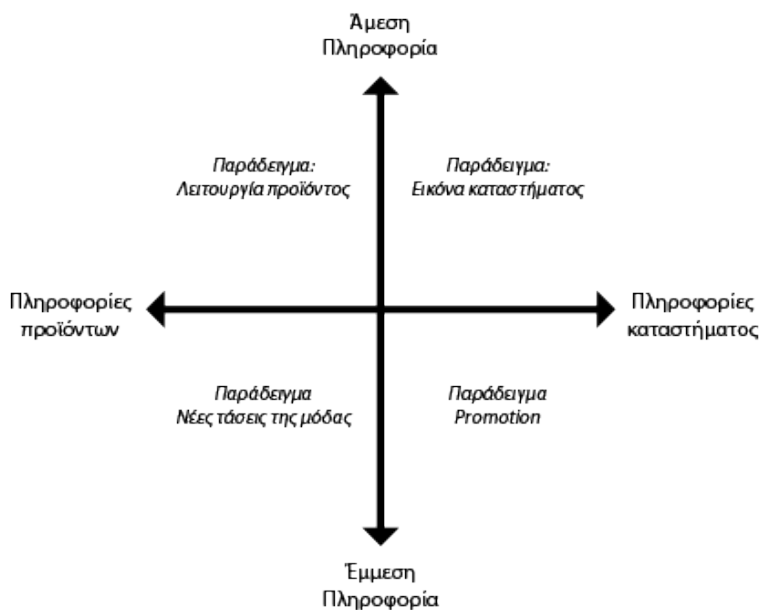 Άμεση
Πληροφορία
Παράδειγμα:
Λειτουργία προϊόντος
Παράδειγμα:
Εικόνα καταστήματος
Πληροφορίες
προϊόντων
Πληροφορίες
καταστήματος
Παράδειγμα
Νέες τάσεις της μόδας
Παράδειγμα
Promotion
Έμμεση
Πληροφορία